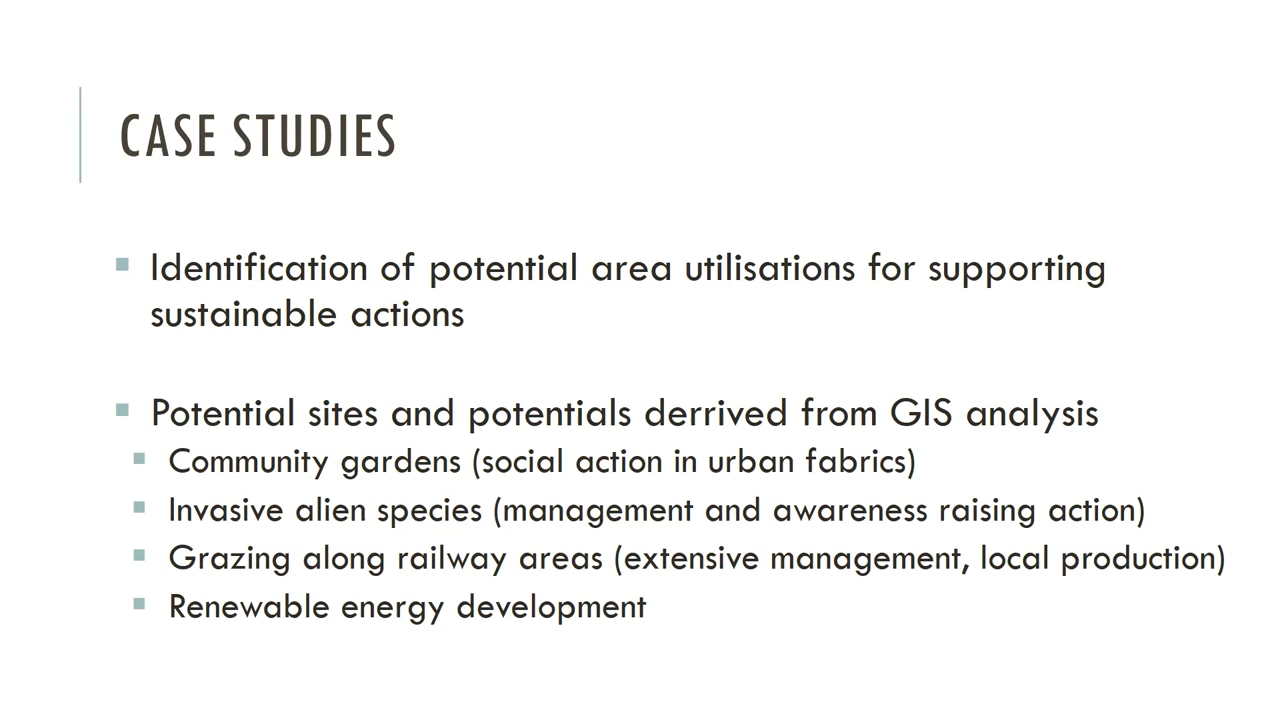 CASE STUDIES
Identification of potential area utilisations for supporting
sustainable actions
Potential sites and potentials derrived from GIS analysis
Community gardens (social action in urban fabrics)
Invasive alien species (management and awareness raising action)
Grazing along railway areas (extensive management, local production)
Renewable energy development